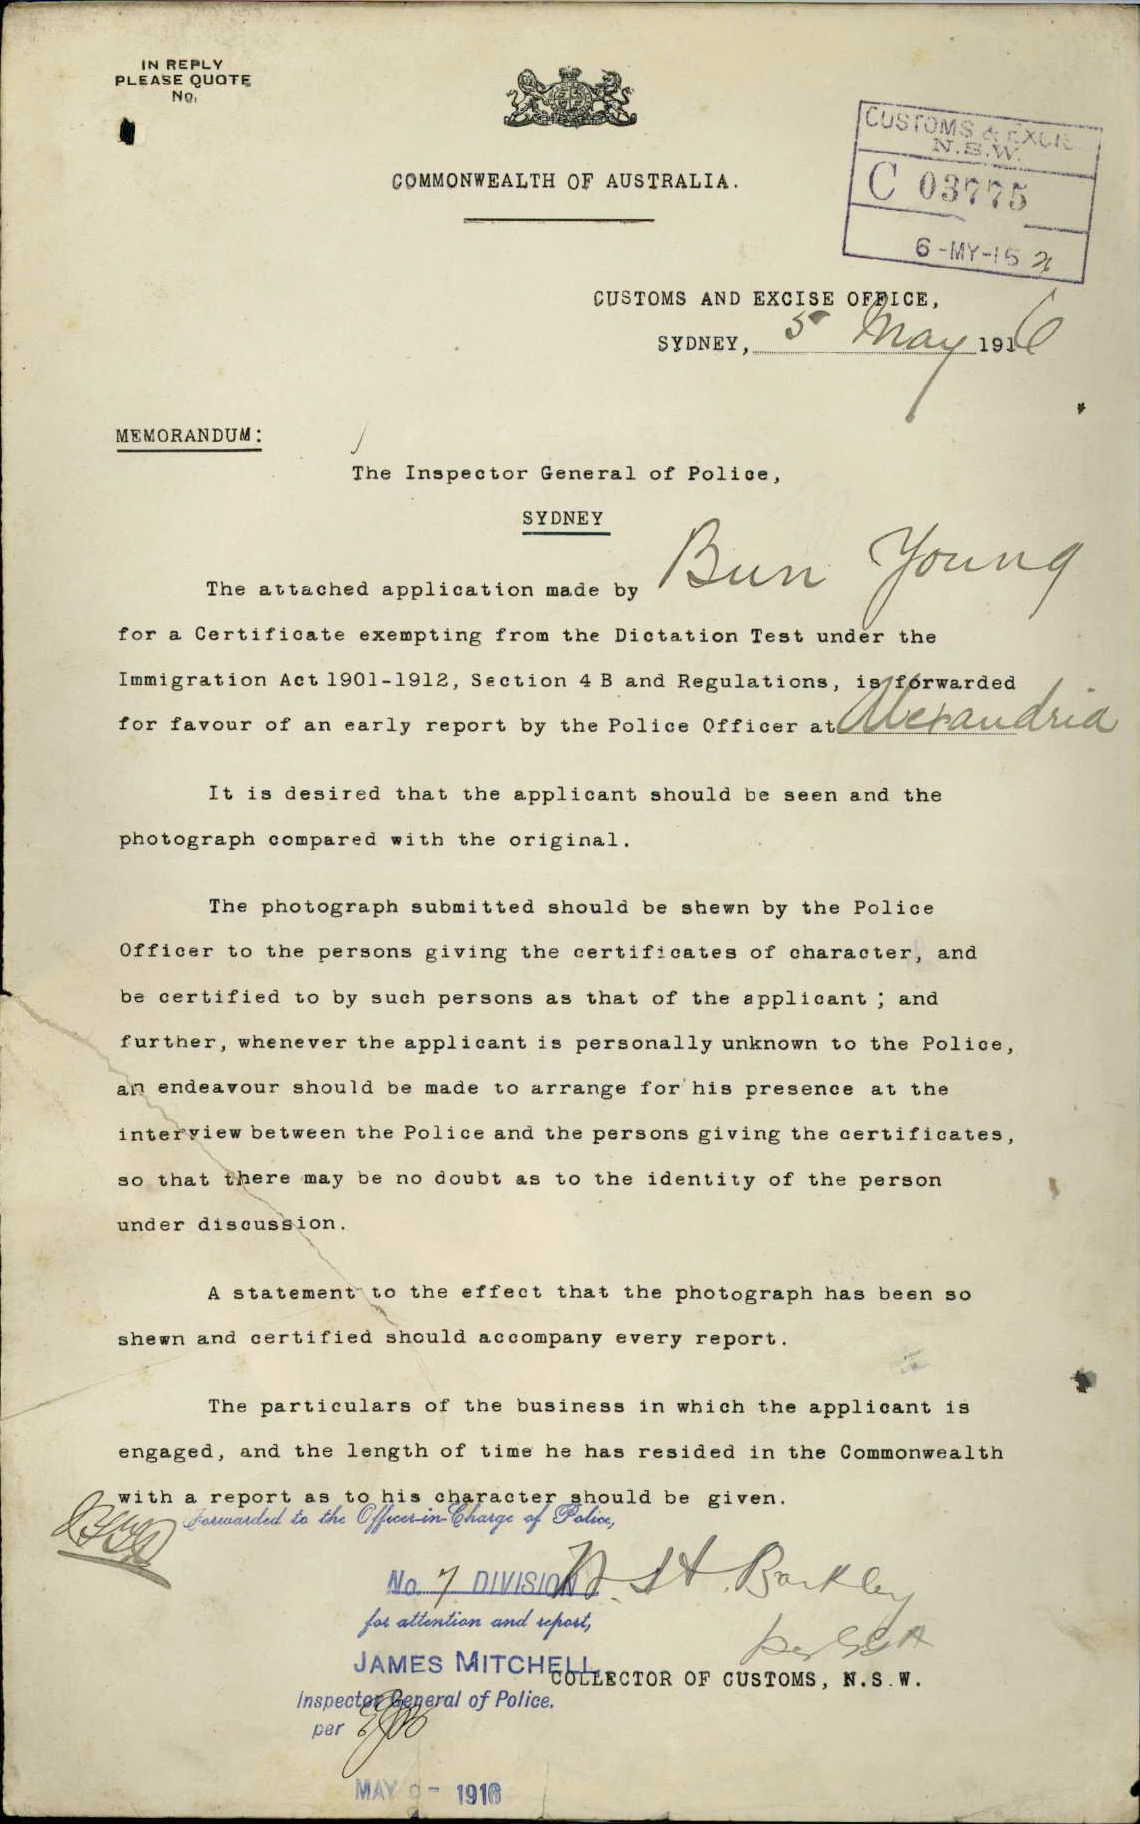 IN REPLY
PLEASE QUOTE
No.
CUSTOMS & EXCIS
N.S.W.
C 03775
6-MY-15
COMMONWEALTH OF AUSTRALIA.
CUSTOMS AND EXCISE OFFICE,
SYDNEY, 5 May 1916
MEMORANDUM:
The Inspector General of Police,
SYDNEY
The attached application made by Bun Young
for a Certificate exempting from the Dictation Test under the
Immigration Act 1901-1912, Section 4 B and Regulations, is forwarded
for favour of an early report by the Police Officer at Alexandria
It is desired that the applicant should be seen and the
photograph compared with the original.
The photograph submitted should be shewn by the Police
Officer to the persons giving the certificates of character, and
be certified to by such persons as that of the applicant ; and
further, whenever the applicant is personally unknown to the Police,
an endeavour should be made to arrange for his presence at the
interview between the Police and the persons giving the certificates,
so that there may be no doubt as to the identity of the person
under discussion.
A statement to the effect that the photograph has been so
shewn and certified should accompany every report.
The particulars of the business in which the applicant is
engaged, and the length of time he has resided in the Commonwealth
with a report as to his character should be given.
Forwarded to the Officer-in-Charge of Police,
No. 7 DIVISION
for attention and report,
JAMES MITCHELL,
Inspector General of Police.
per
Barkley
per
COLLECTOR OF CUSTOMS, N.S.W.
MAY 9- 1916